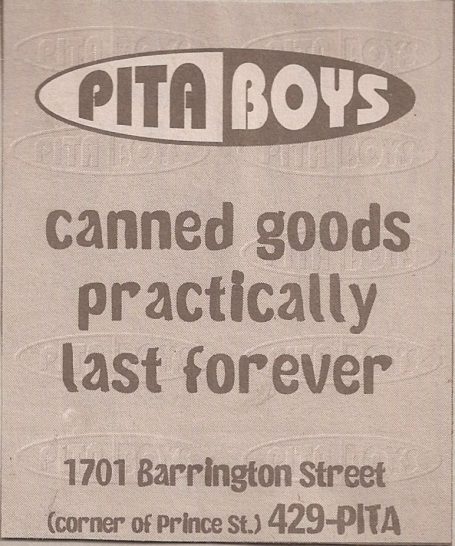 PITA BOYS
canned goods
practically
last forever
1701 Barrington Street
(corner of Prince St.) 429-PITA